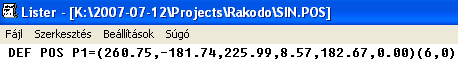 Lister - [K:\2007-07-12\Projects\Rakodo\SIN.POS]
Fájl Szerkesztés Beállítások Súgó
DEF POS P1=(260.75,-181.74,225.99,8.57,182.67,0.00)(6,0)